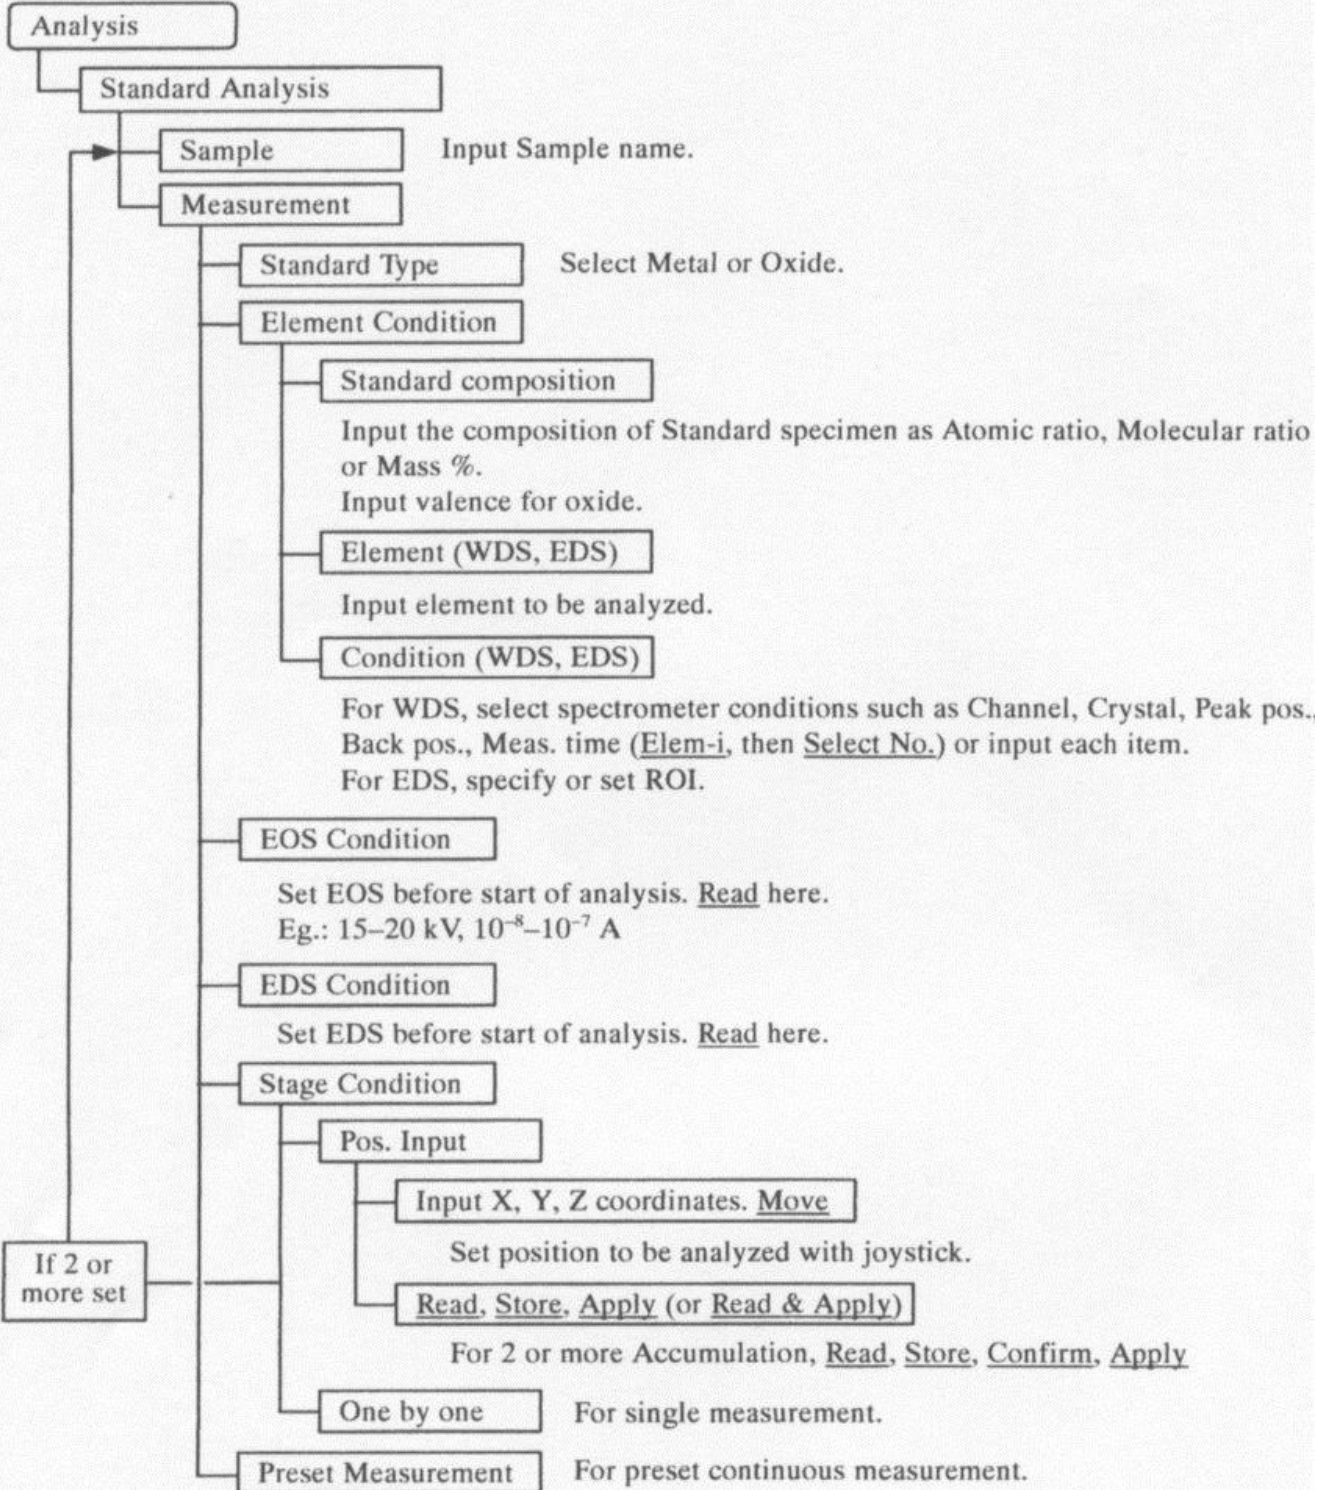 Analysis
Standard Analysis
Sample
Input Sample name.
Measurement
Standard Type
Select Metal or Oxide.
Element Condition
Standard composition
Input the composition of Standard specimen as Atomic ratio, Molecular ratio
or Mass %.
Input valence for oxide.
Element (WDS, EDS)
Input element to be analyzed.
Condition (WDS, EDS)
For WDS, select spectrometer conditions such as Channel, Crystal, Peak pos.,
Back pos., Meas. time (Elem-i, then Select No.) or input each item.
For EDS, specify or set ROI.
EOS Condition
Set EOS before start of analysis. Read here.
Eg.: 15–20 kV, 10⁻⁸–10⁻⁷ A
EDS Condition
Set EDS before start of analysis. Read here.
Stage Condition
Pos. Input
Input X, Y, Z coordinates. Move
Set position to be analyzed with joystick.
If 2 or
more set
Read, Store, Apply (or Read & Apply)
For 2 or more Accumulation, Read, Store, Confirm, Apply
One by one
For single measurement.
Preset Measurement
For preset continuous measurement.